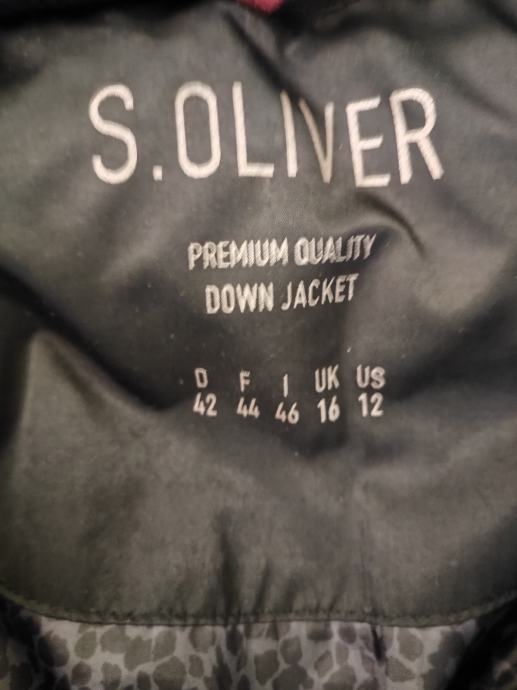 S.OLIVER
PREMIUM QUALITY
DOWN JACKET
D F I UK US
42 44 46 16 12